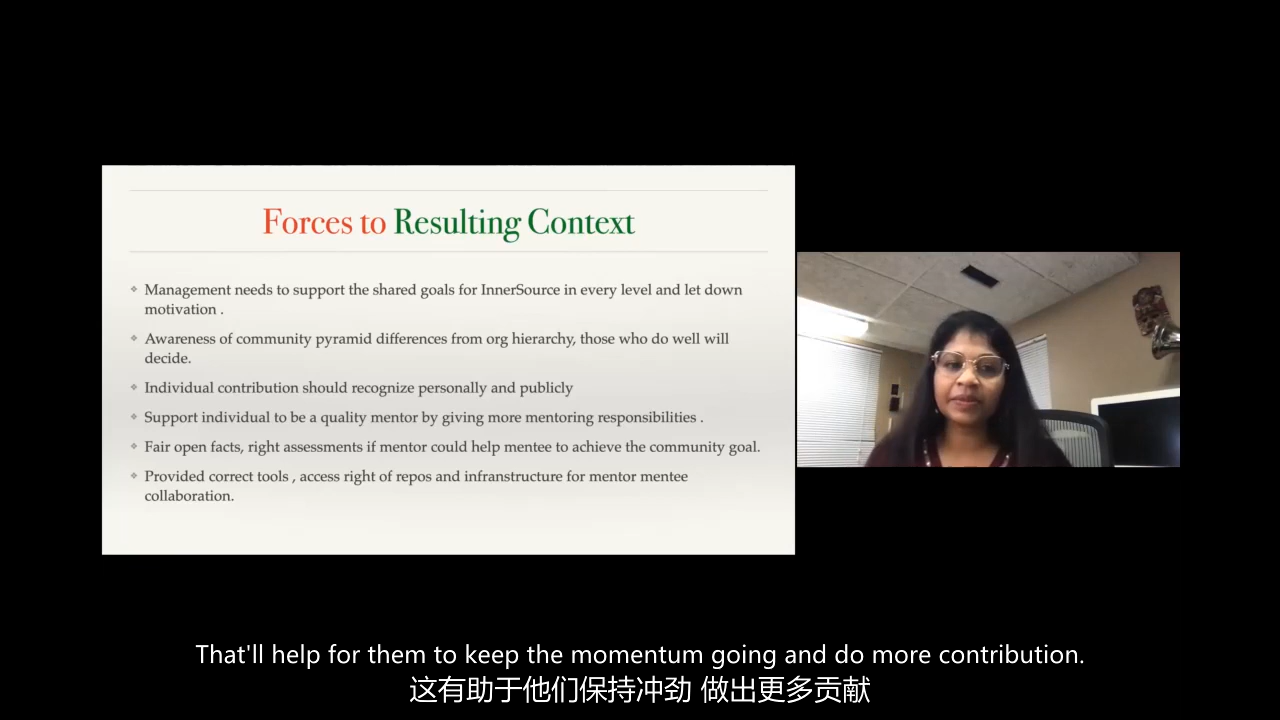 Forces to Resulting Context
Management needs to support the shared goals for InnerSource in every level and let down
motivation .
Awareness of community pyramid differences from org hierarchy, those who do well will
decide.
Individual contribution should recognize personally and publicly
Support individual to be a quality mentor by giving more mentoring responsibilities .
Fair open facts, right assessments if mentor could help mentee to achieve the community goal.
Provided correct tools , access right of repos and infranstructure for mentor mentee
collaboration.
That'll help for them to keep the momentum going and do more contribution.
这有助于他们保持冲劲 做出更多贡献